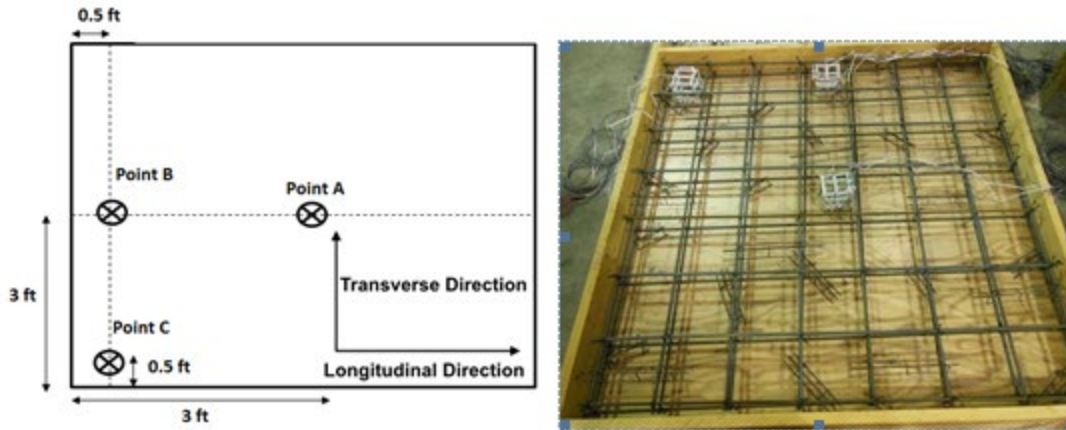 0.5 ft
Point B
Point A
Transverse Direction
3 ft
Point C
0.5 ft
Longitudinal Direction
3 ft